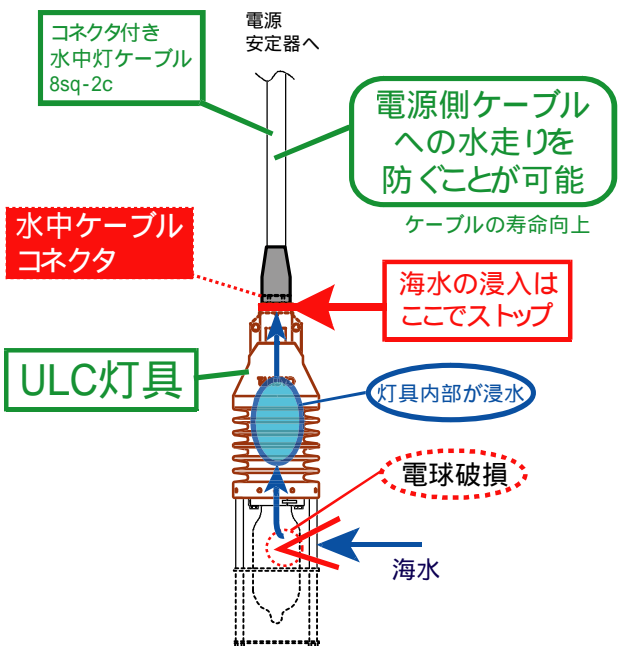 コネクタ付き
水中灯ケーブル
8sq-2c
電源
安定器へ
電源側ケーブル
への水走りを
防ぐことが可能
ケーブルの寿命向上
水中ケーブル
コネクタ
海水の浸入は
ここでストップ
ULC灯具
灯具内部が浸水
電球破損
海水